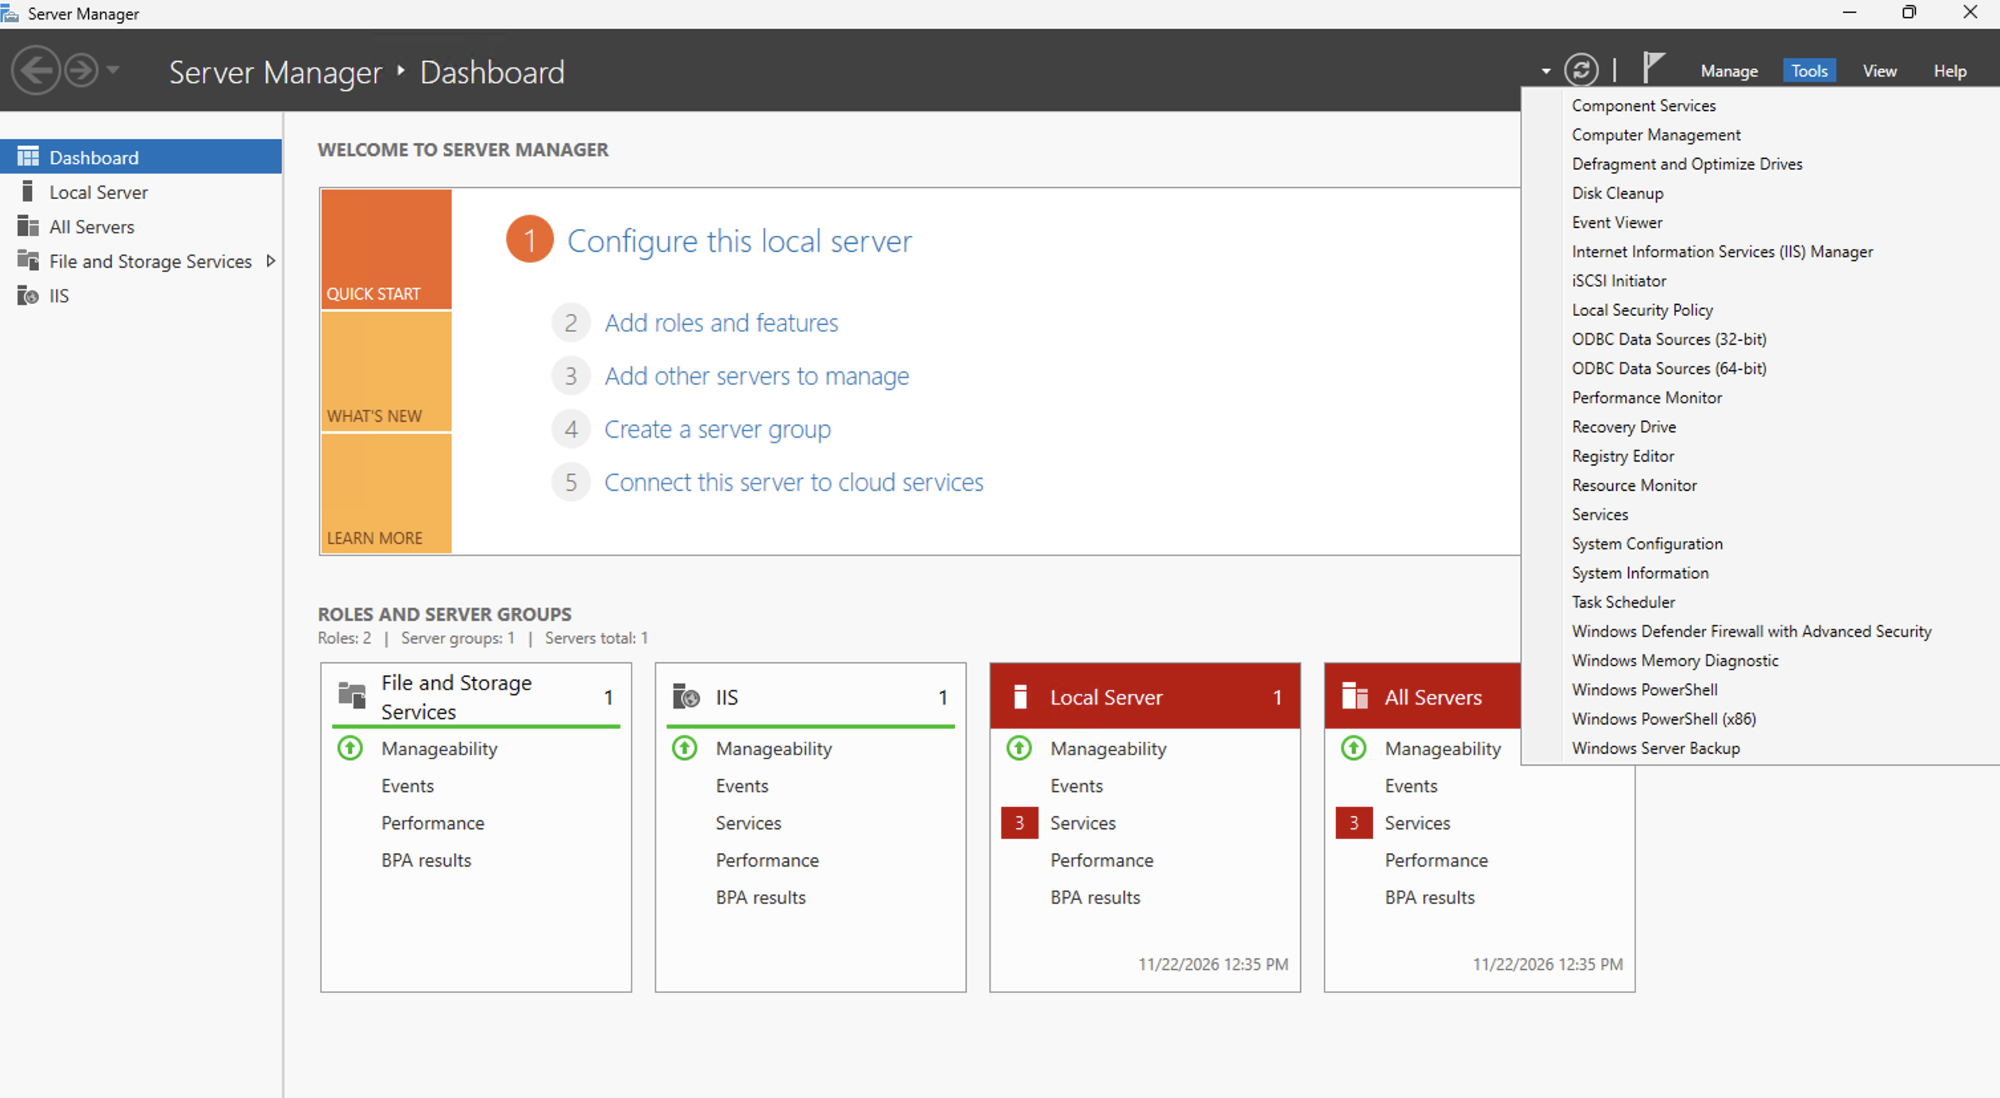 Server Manager
Server Manager ‣ Dashboard
Manage Tools View Help
Dashboard
Local Server
All Servers
File and Storage Services
IIS
WELCOME TO SERVER MANAGER
QUICK START
WHAT'S NEW
LEARN MORE
1 Configure this local server
2 Add roles and features
3 Add other servers to manage
4 Create a server group
5 Connect this server to cloud services
Component Services
Computer Management
Defragment and Optimize Drives
Disk Cleanup
Event Viewer
Internet Information Services (IIS) Manager
iSCSI Initiator
Local Security Policy
ODBC Data Sources (32-bit)
ODBC Data Sources (64-bit)
Performance Monitor
Recovery Drive
Registry Editor
Resource Monitor
Services
System Configuration
System Information
Task Scheduler
Windows Defender Firewall with Advanced Security
Windows Memory Diagnostic
Windows PowerShell
Windows PowerShell (x86)
Windows Server Backup
ROLES AND SERVER GROUPS
Roles: 2 | Server groups: 1 | Servers total: 1
File and Storage
Services
1
Manageability
Events
Performance
BPA results
IIS 1
Manageability
Events
Services
Performance
BPA results
Local Server 1
Manageability
Events
3 Services
Performance
BPA results
11/22/2026 12:35 PM
All Servers
Manageability
Events
3 Services
Performance
BPA results
11/22/2026 12:35 PM